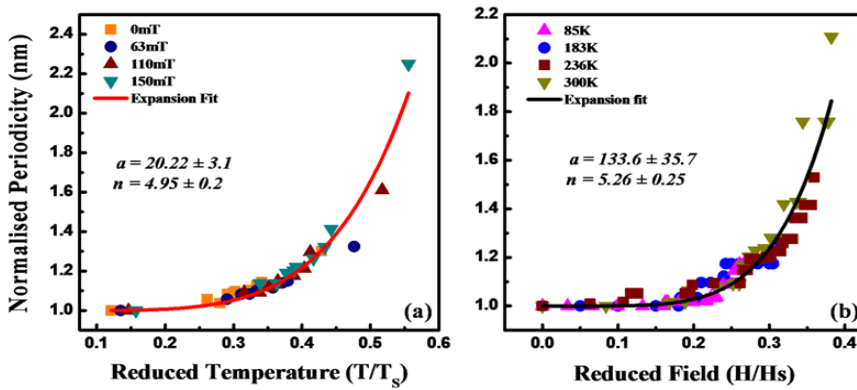 Normalised Periodicity (nm)
2.4
2.2
2.0
1.8
1.6
1.4
1.2
1.0
0mT
63mT
110mT
150mT
Expansion Fit
a = 20.22 ± 3.1
n = 4.95 ± 0.2
(a)
0.1 0.2 0.3 0.4 0.5 0.6
Reduced Temperature (T/TS)
2.2
2.0
1.8
1.6
1.4
1.2
1.0
85K
183K
236K
300K
Expansion fit
a = 133.6 ± 35.7
n = 5.26 ± 0.25
(b)
0.0 0.1 0.2 0.3 0.4
Reduced Field (H/Hs)